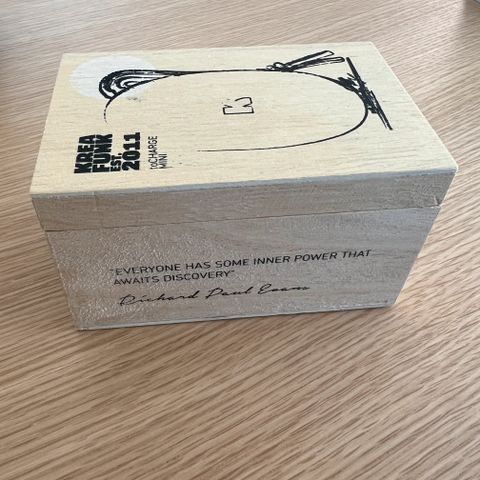 KREA
FUNK
EST.
2011
toCHARGE
MINI
"EVERYONE HAS SOME INNER POWER THAT
AWAITS DISCOVERY"
Richard Paul Evans